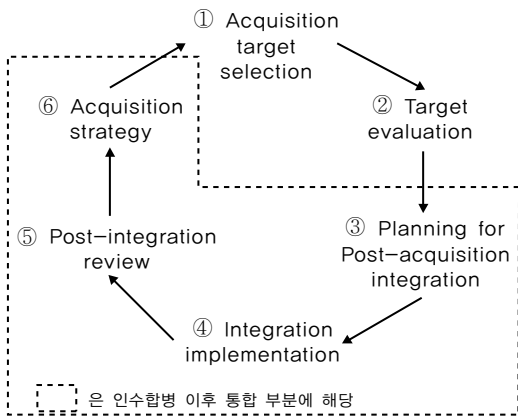 ① Acquisition
target
selection
② Target
evaluation
③ Planning for
Post-acquisition
integration
④ Integration
implementation
⑤ Post-integration
review
⑥ Acquisition
strategy
은 인수합병 이후 통합 부분에 해당